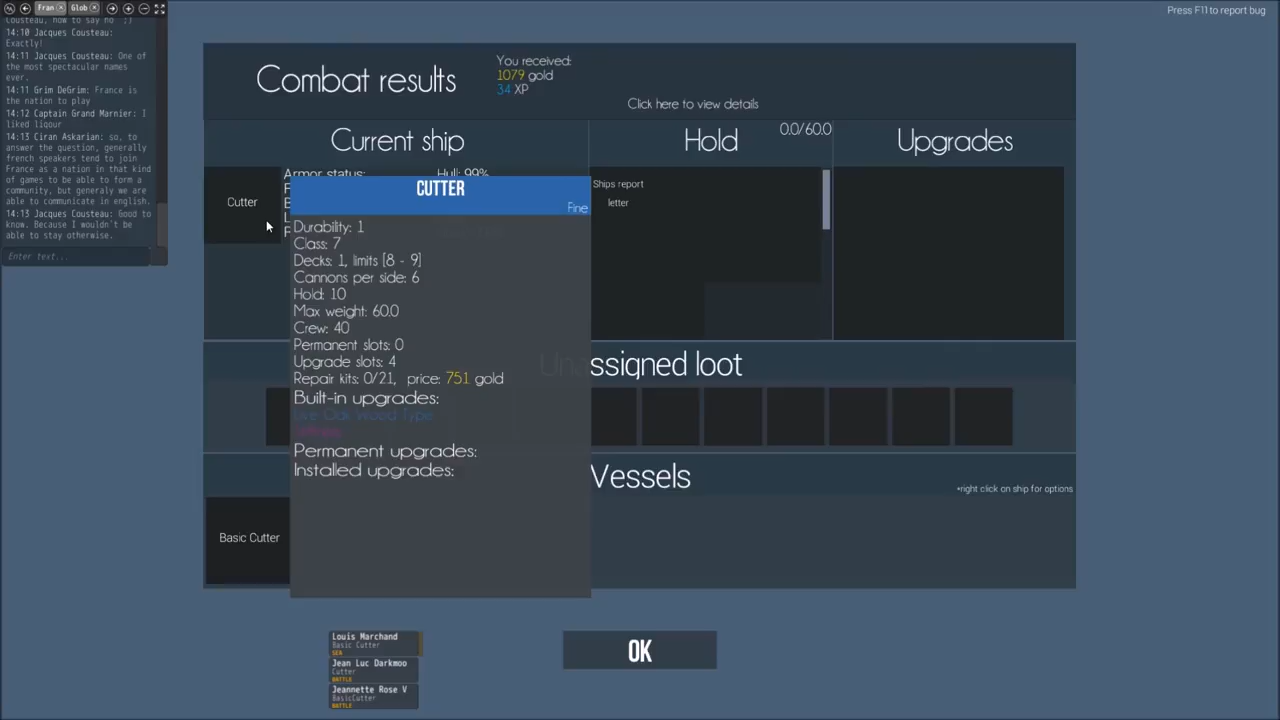 Fran
Glob
Press F11 to report bug
Cousteau, how to say no ;)
14:10 Jacques Cousteau:
Exactly!
14:11 Jacques Cousteau: One of
the most spectacular names
ever.
14:11 Grim DeGrim: France is
the nation to play
14:12 Captain Grand Marnier: I
liked liqour
14:13 Ciran Askarian: so, to
answer the question, generally
french speakers tend to join
France as a nation in that kind
of games to be able to form a
community, but generaly we are
able to communicate in english.
14:13 Jacques Cousteau: Good to
know. Because I wouldn't be
able to stay otherwise.
Enter text...
Combat results
You received:
1079 gold
34 XP
Click here to view details
Current ship
Hold
0.0/60.0
Upgrades
Cutter
Armor status:
Hull: 99%
CUTTER
Fine
Durability: 1
Class: 7
Decks: 1, limits [8 - 9]
Cannons per side: 6
Hold: 10
Max weight: 60.0
Crew: 40
Permanent slots: 0
Upgrade slots: 4
Repair kits: 0/21, price: 751 gold
Built-in upgrades:
Live Oak Wood Type
Permanent upgrades:
Installed upgrades:
Ships report
letter
Unassigned loot
Vessels
*right click on ship for options
Basic Cutter
Louis Marchand
Basic Cutter
SEA
Jean Luc Darkmoo
Cutter
BATTLE
Jeannette Rose V
BasicCutter
BATTLE
OK